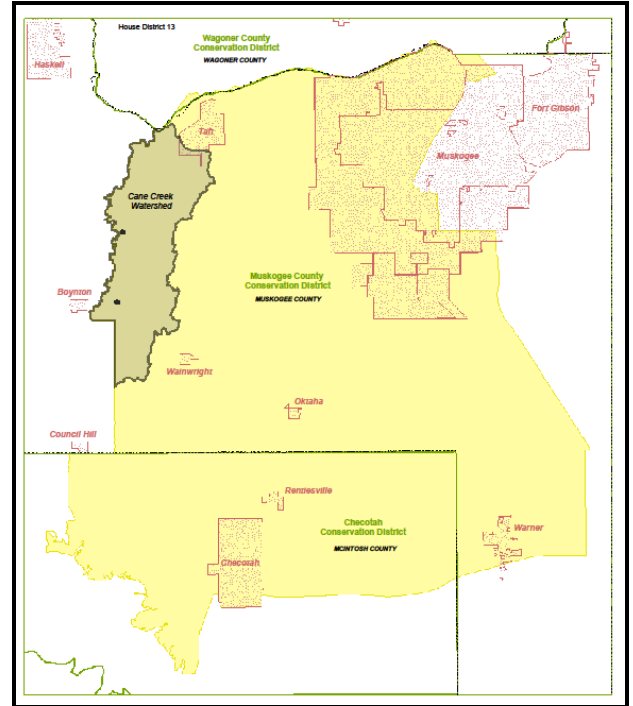 House District 13
Wagoner County
Conservation District
WAGONER COUNTY
Haskell
Fort Gibson
Taft
Muskogee
Cane Creek
Watershed
Muskogee County
Conservation District
MUSKOGEE COUNTY
Boynton
Wainwright
Oktaha
Council Hill
Rentiesville
Checotah
Conservation District
MCINTOSH COUNTY
Warner
Checotah